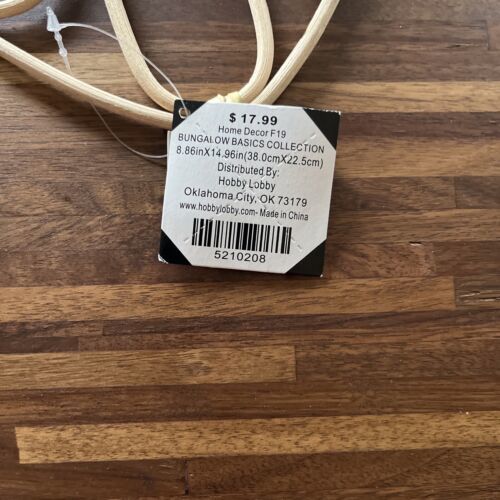 $ 17.99
Home Decor F19
BUNGALOW BASICS COLLECTION
8.86inX14.96in(38.0cmX22.5cm)
Distributed By:
Hobby Lobby
Oklahoma City, OK 73179
www.hobbylobby.com- Made in China
5210208